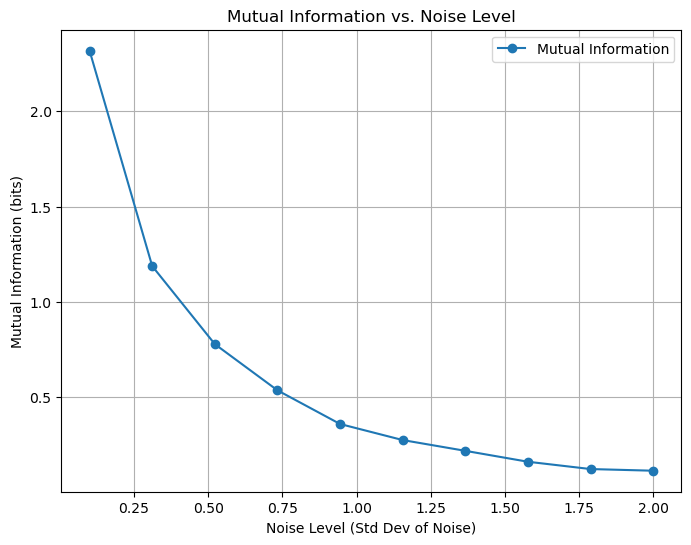 Mutual Information vs. Noise Level
Mutual Information
Mutual Information (bits)
2.0
1.5
1.0
0.5
0.25 0.50 0.75 1.00 1.25 1.50 1.75 2.00
Noise Level (Std Dev of Noise)